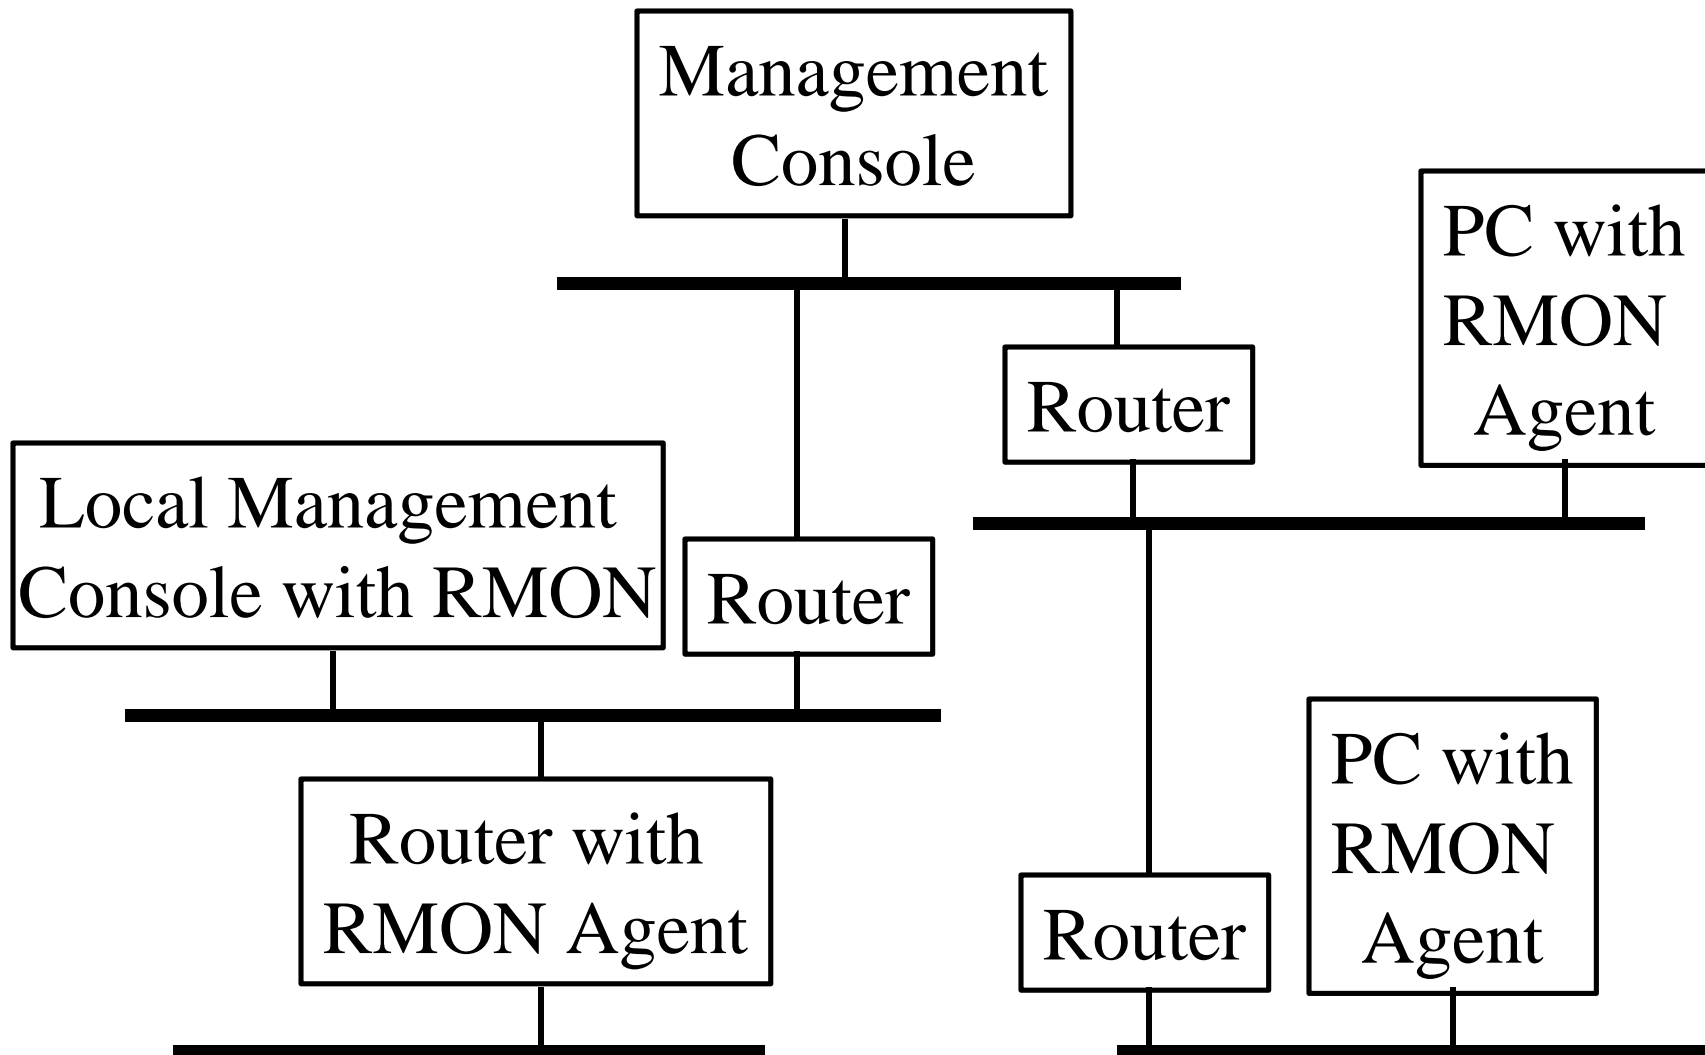 Management
Console
PC with
RMON
Agent
Router
Local Management
Console with RMON
Router
PC with
RMON
Agent
Router with
RMON Agent
Router